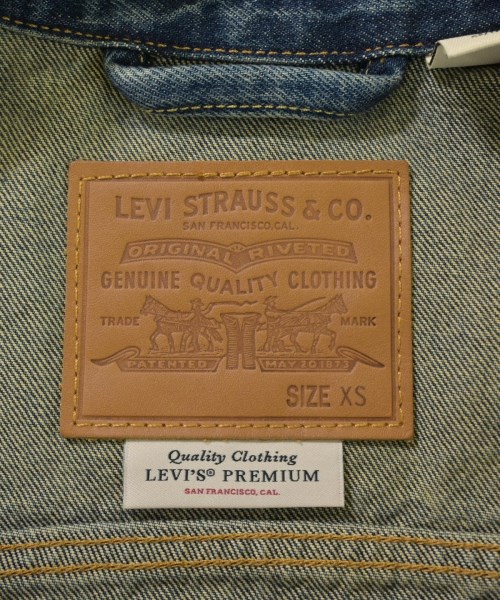 LEVI STRAUSS & CO.
SAN FRANCISCO, CAL.
ORIGINAL RIVETED
GENUINE QUALITY CLOTHING
TRADE MARK
PATENTED MAY 20 1873
SIZE XS
Quality Clothing
LEVI'S® PREMIUM
SAN FRANCISCO, CAL.